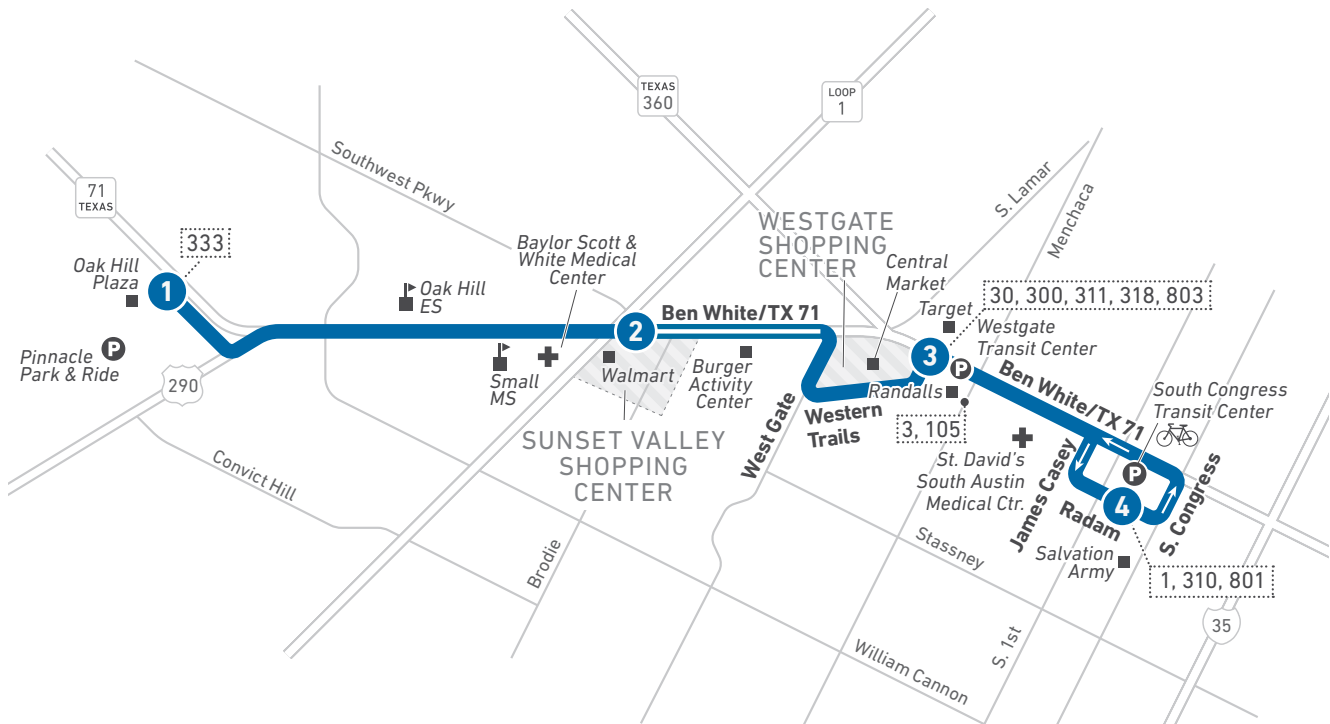 TEXAS
360
LOOP
1
Southwest Pkwy
71
TEXAS
333
Oak Hill
Plaza
1
Pinnacle
Park & Ride
P
290
Oak Hill
ES
Baylor Scott &
White Medical
Center
Small
MS
2
Walmart
Ben White/TX 71
Burger
Activity
Center
SUNSET VALLEY
SHOPPING
CENTER
WESTGATE
SHOPPING
CENTER
Central
Market
S. Lamar
Menchaca
30, 300, 311, 318, 803
Target
Westgate
Transit Center
3
P
Randalls
3, 105
West Gate
Western
Trails
Ben White/TX 71
South Congress
Transit Center
P
St. David's
South Austin
Medical Ctr.
James Casey
Radam
4
S. Congress
Salvation
Army
1, 310, 801
35
Convict Hill
Brodie
Stassney
William Cannon
S. 1st